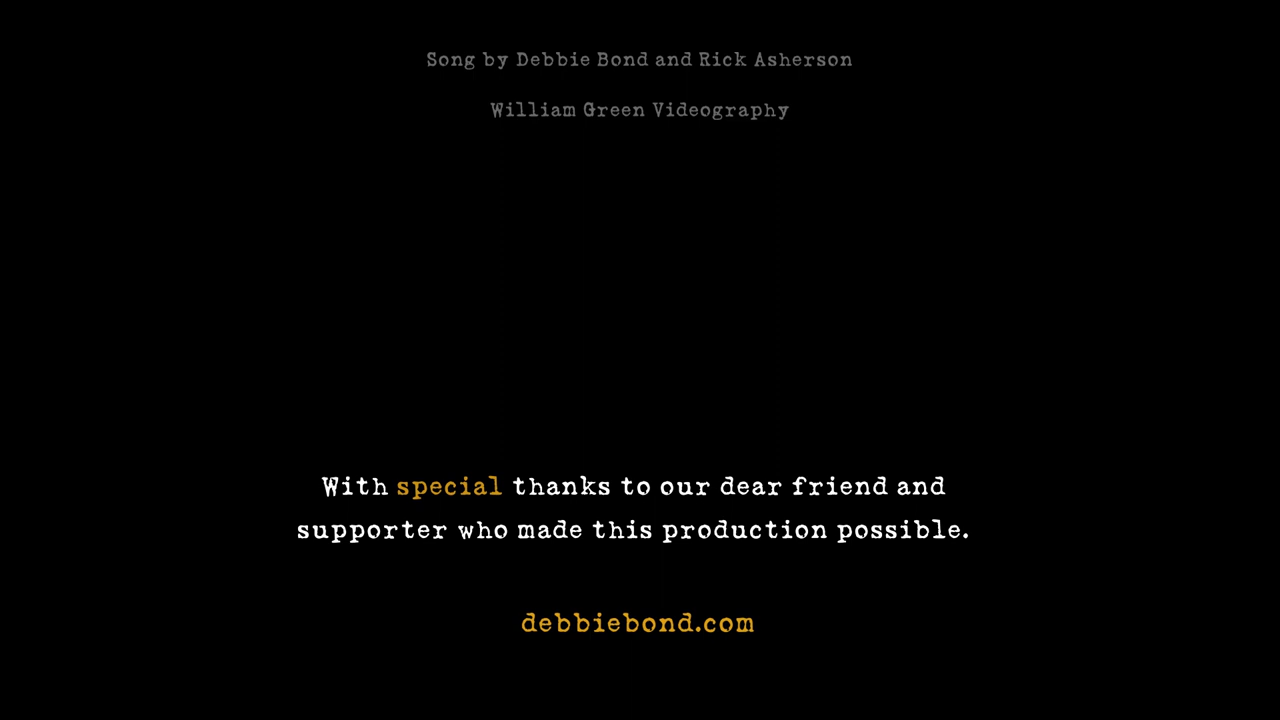 Song by Debbie Bond and Rick Asherson
William Green Videography
With special thanks to our dear friend and
supporter who made this production possible.
debbiebond.com